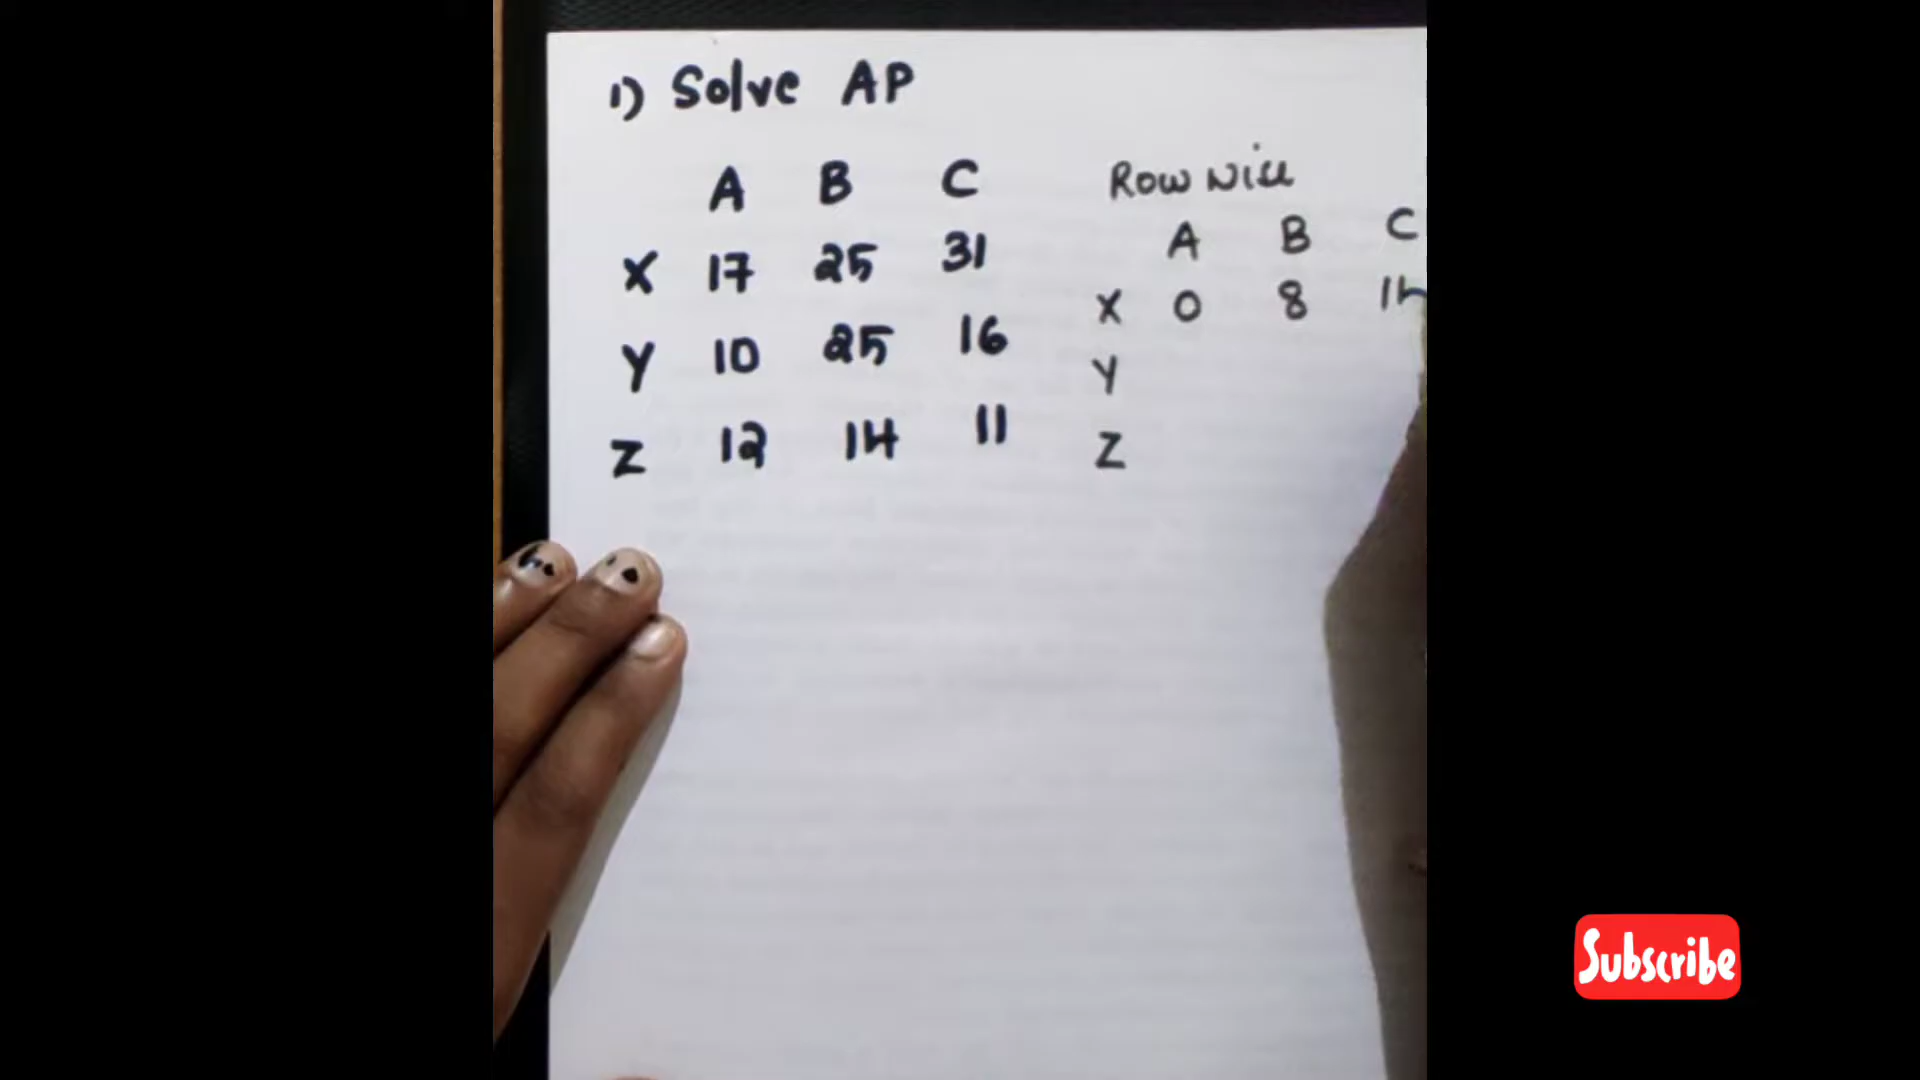 1) Solve AP
A B C
X 17 25 31
Y 10 25 16
Z 12 14 11
Row wise
A B C
X 0 8
Y
Z
Subscribe